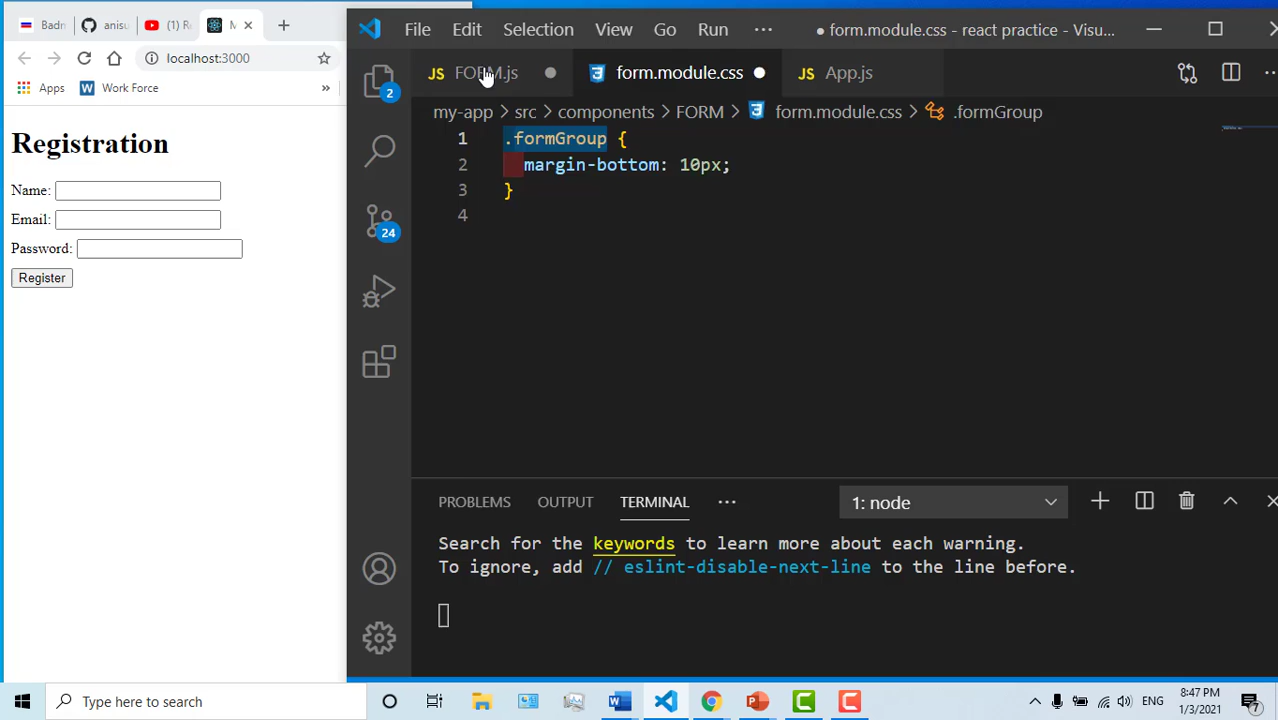 Badr
anisu
(1) R
M
localhost:3000
Apps
Work Force
»
Registration
Name:
Email:
Password:
Register
File Edit Selection View Go Run ···
● form.module.css - react practice - Visu...
2
24
JS FORM.js
form.module.css
JS App.js
my-app > src > components > FORM > form.module.css > .formGroup
1 .formGroup {
2 margin-bottom: 10px;
3 }
4
PROBLEMS OUTPUT TERMINAL ···
1: node
Search for the keywords to learn more about each warning.
To ignore, add // eslint-disable-next-line to the line before.
Type here to search
ENG
8:47 PM
1/3/2021
7